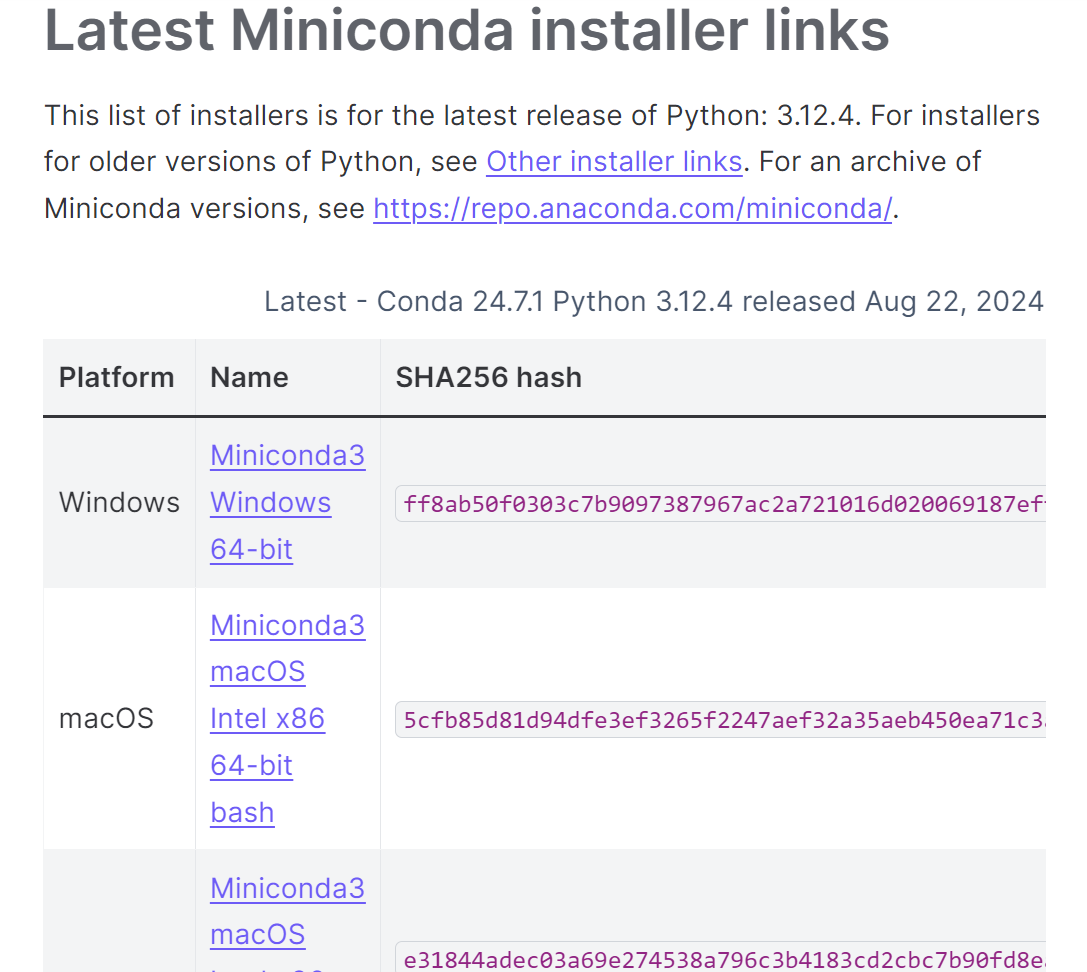 Latest Miniconda installer links
This list of installers is for the latest release of Python: 3.12.4. For installers
for older versions of Python, see Other installer links. For an archive of
Miniconda versions, see https://repo.anaconda.com/miniconda/.
Latest - Conda 24.7.1 Python 3.12.4 released Aug 22, 2024
Platform Name SHA256 hash
Miniconda3
Windows Windows ff8ab50f0303c7b9097387967ac2a721016d020069187ef
64-bit
Miniconda3
macOS
macOS Intel x86 5cfb85d81d94dfe3ef3265f2247aef32a35aeb450ea71c3
64-bit
bash
Miniconda3
macOS
e31844adec03a69e274538a796c3b4183cd2cbc7b90fd8e